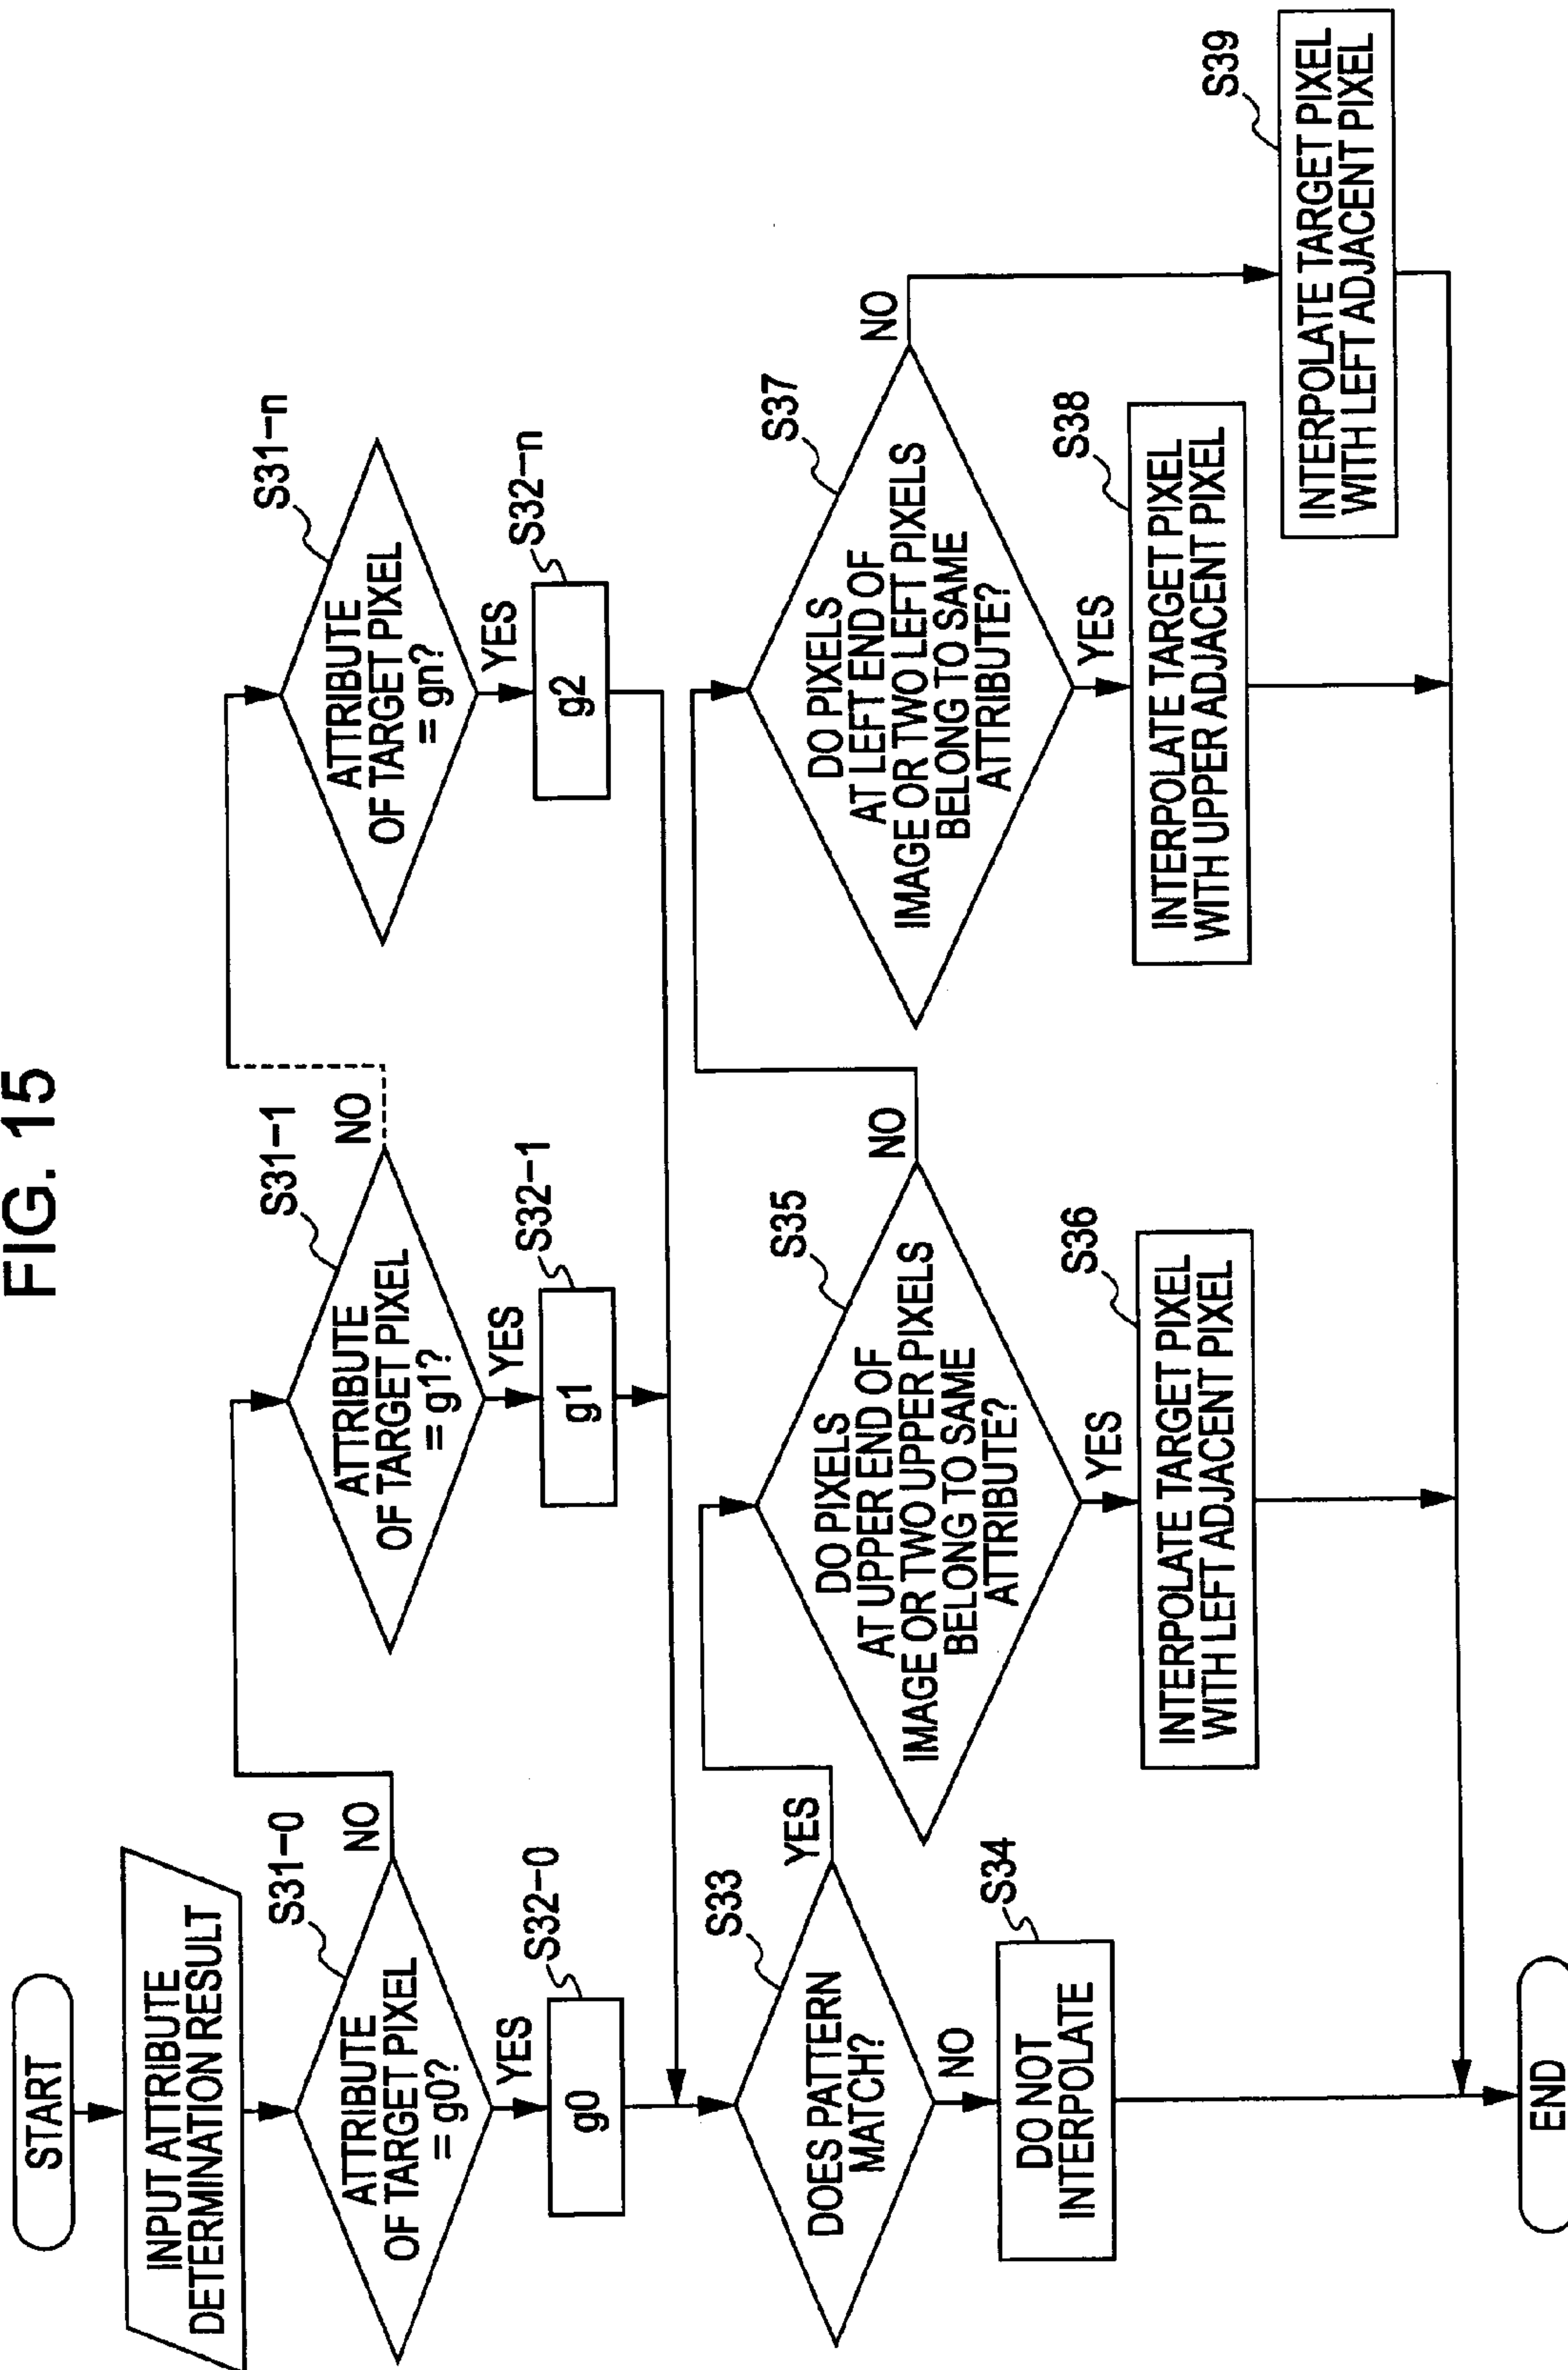 FIG. 15
START
INPUT ATTRIBUTE
DETERMINATION RESULT
S31-0
ATTRIBUTE
OF TARGET PIXEL
= g0?
NO
YES
S32-0
g0
S31-1
ATTRIBUTE
OF TARGET PIXEL
= g1?
NO
YES
S32-1
g1
S31-n
ATTRIBUTE
OF TARGET PIXEL
= gn?
YES
S32-n
g2
S33
DOES PATTERN
MATCH?
YES
NO
S34
DO NOT
INTERPOLATE
S35
DO PIXELS
AT UPPER END OF
IMAGE OR TWO UPPER PIXELS
BELONG TO SAME
ATTRIBUTE?
NO
YES
S36
INTERPOLATE TARGET PIXEL
WITH LEFT ADJACENT PIXEL
S37
DO PIXELS
AT LEFT END OF
IMAGE OR TWO LEFT PIXELS
BELONG TO SAME
ATTRIBUTE?
NO
YES
S38
INTERPOLATE TARGET PIXEL
WITH UPPER ADJACENT PIXEL
S39
INTERPOLATE TARGET PIXEL
WITH LEFT ADJACENT PIXEL
END